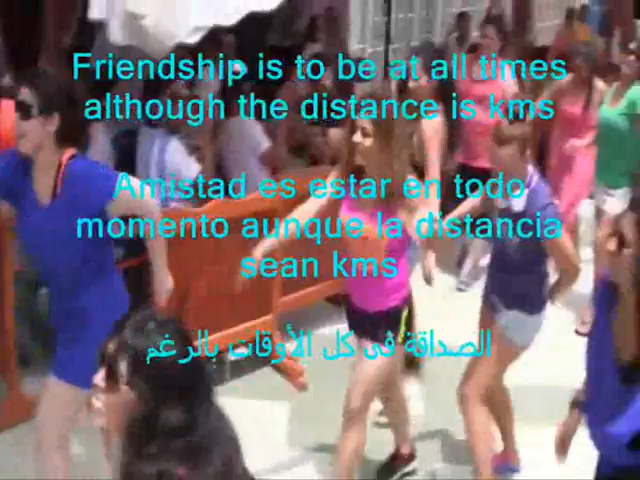 Friendship is to be at all times
although the distance is kms
Amistad es estar en todo
momento aunque la distancia
sean kms
الصداقة فى كل الأوقات بالرغم